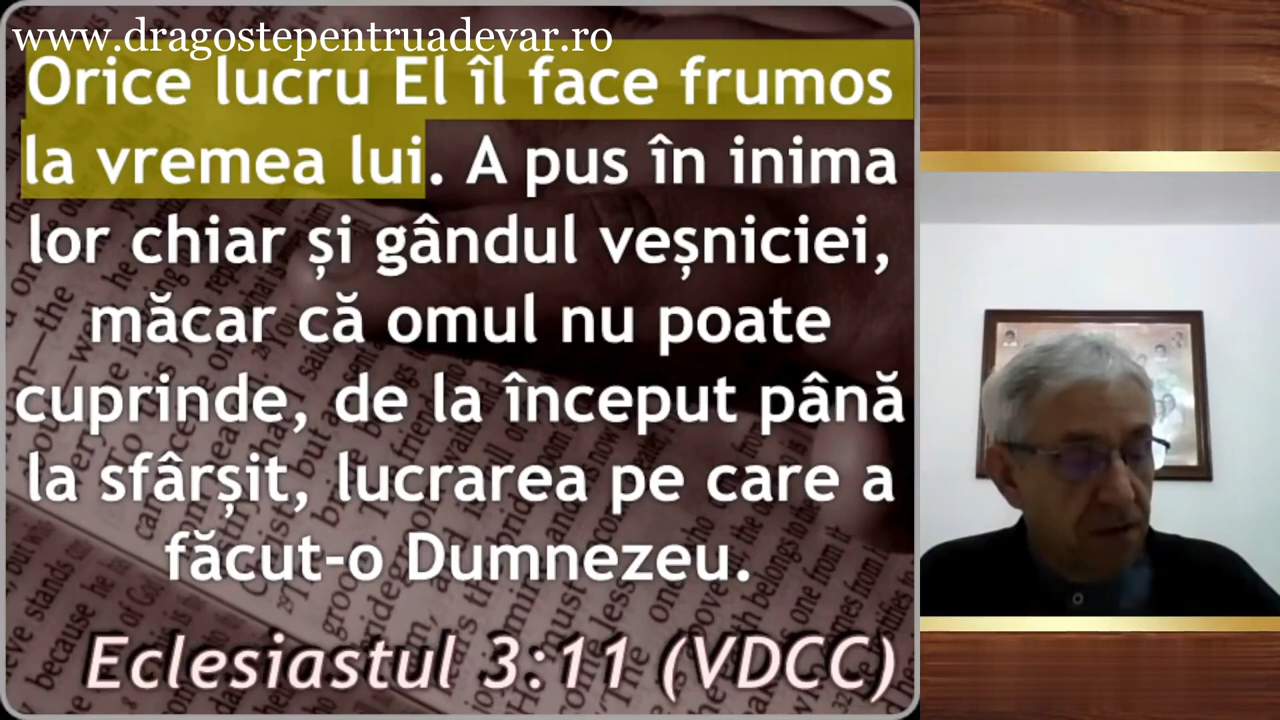 www.dragostepentruadevar.ro
Orice lucru El îl face frumos
la vremea lui. A pus în inima
lor chiar și gândul veșniciei,
măcar că omul nu poate
cuprinde, de la început până
la sfârșit, lucrarea pe care a
făcut-o Dumnezeu.
Eclesiastul 3:11 (VDCC)